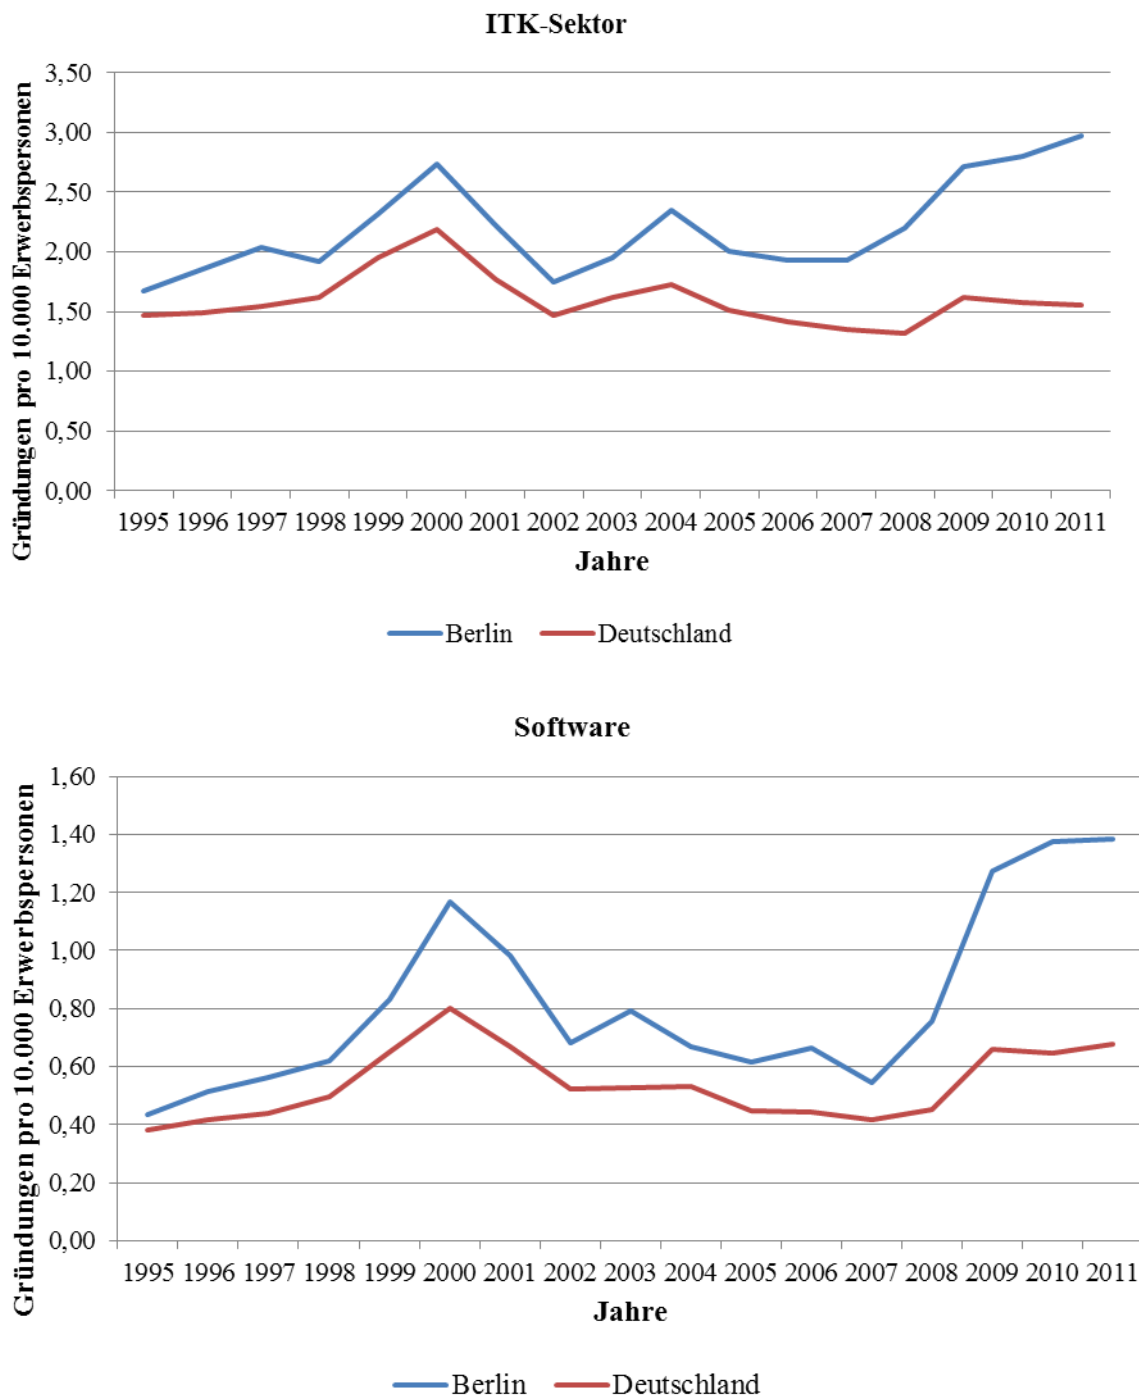 ITK-Sektor
Gründungen pro 10.000 Erwerbspersonen
3,50
3,00
2,50
2,00
1,50
1,00
0,50
0,00
1995 1996 1997 1998 1999 2000 2001 2002 2003 2004 2005 2006 2007 2008 2009 2010 2011
Jahre
Berlin Deutschland
Software
Gründungen pro 10.000 Erwerbspersonen
1,60
1,40
1,20
1,00
0,80
0,60
0,40
0,20
0,00
1995 1996 1997 1998 1999 2000 2001 2002 2003 2004 2005 2006 2007 2008 2009 2010 2011
Jahre
Berlin Deutschland